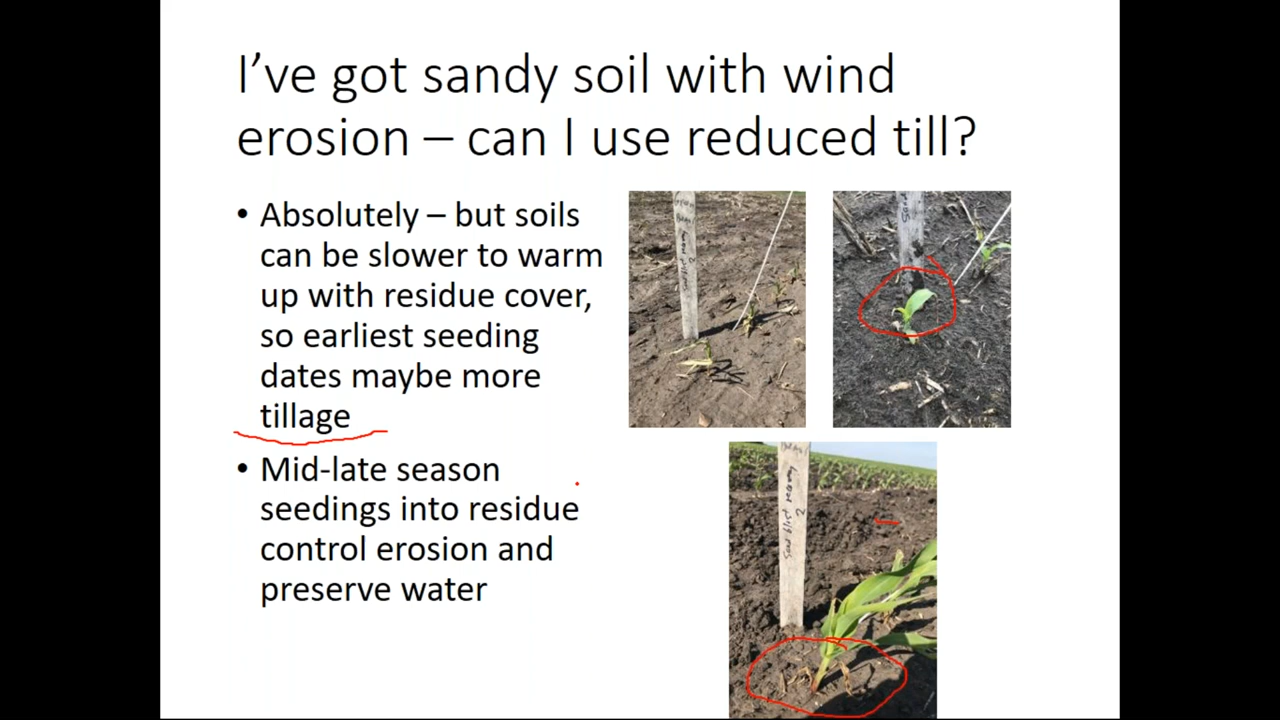 I've got sandy soil with wind
erosion – can I use reduced till?
• Absolutely – but soils
can be slower to warm
up with residue cover,
so earliest seeding
dates maybe more
tillage
• Mid-late season
seedings into residue
control erosion and
preserve water